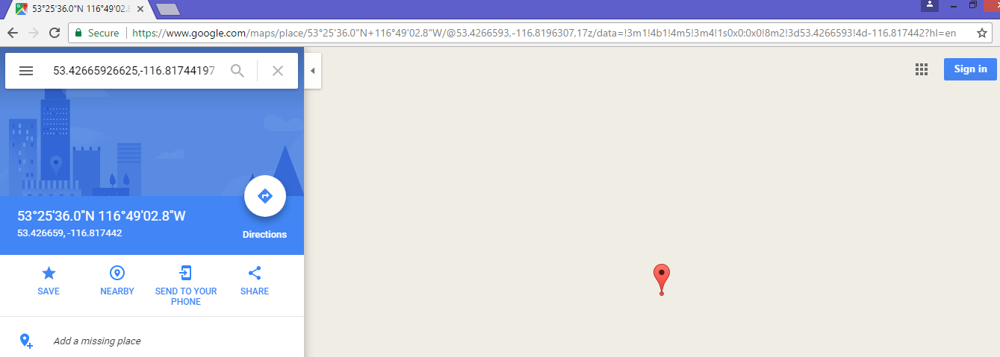 53°25'36.0"N 116°49'02.8
Secure
https://www.google.com/maps/place/53°25'36.0"N+116°49'02.8"W/@53.4266593,-116.8196307,17z/data=!3m1!4b1!4m5!3m4!1s0x0:0x0!8m2!3d53.4266593!4d-116.817442?hl=en
53.42665926625,-116.81744197
Sign in
53°25'36.0"N 116°49'02.8"W
53.426659, -116.817442
Directions
SAVE
NEARBY
SEND TO YOUR
PHONE
SHARE
Add a missing place